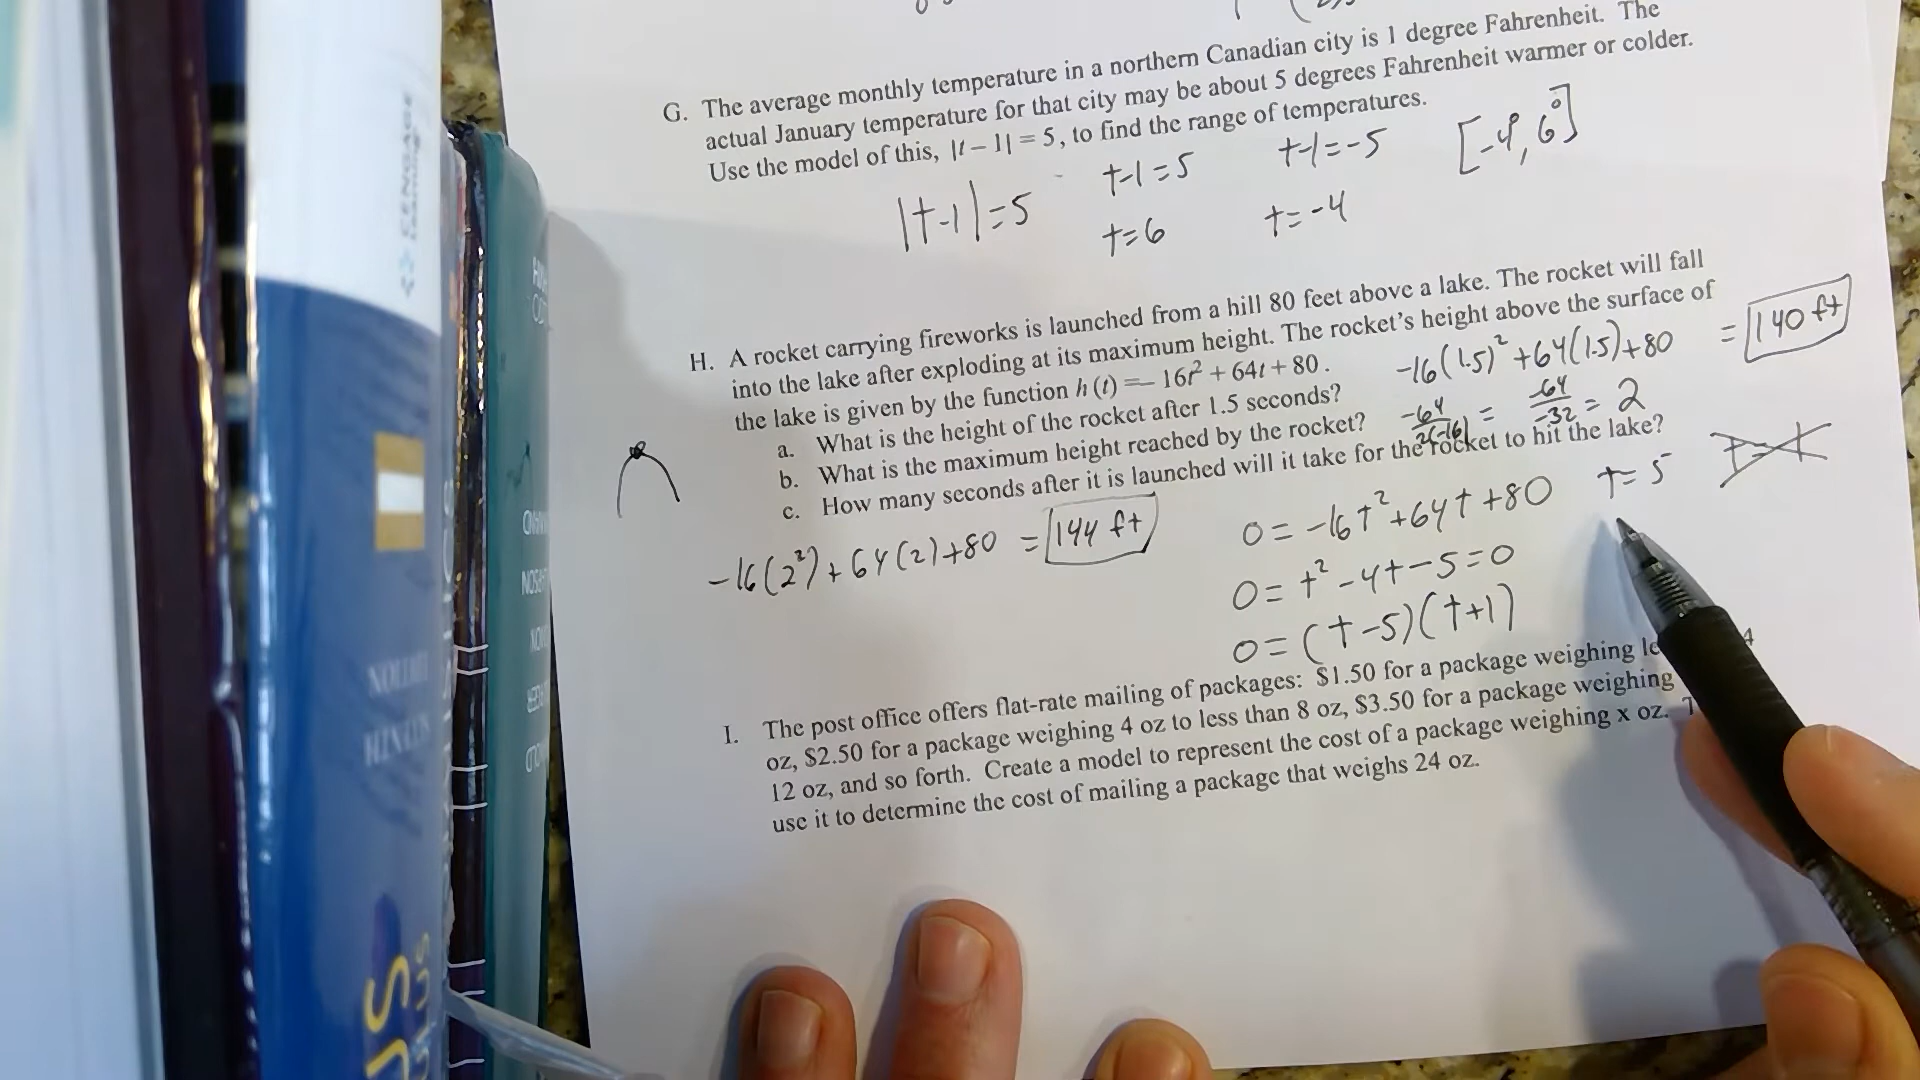 G. The average monthly temperature in a northern Canadian city is 1 degree Fahrenheit. The
actual January temperature for that city may be about 5 degrees Fahrenheit warmer or colder.
Use the model of this, |t – 1| = 5, to find the range of temperatures.
|t-1|=5
t-1=5
t-1=-5
[-4, 6°]
t=6
t=-4
H. A rocket carrying fireworks is launched from a hill 80 feet above a lake. The rocket will fall
into the lake after exploding at its maximum height. The rocket's height above the surface of
the lake is given by the function h (t) = – 16t² + 64t + 80 .
-16(1.5)²+64(1.5)+80 = 140 ft
a. What is the height of the rocket after 1.5 seconds?
b. What is the maximum height reached by the rocket?
-64/2(-16) = -64/-32 = 2
c. How many seconds after it is launched will it take for the rocket to hit the lake?
-16(2²)+64(2)+80 = 144 ft
0 = -16t²+64t+80
t=5
0 = t²-4t-5=0
0=(t-5)(t+1)
I. The post office offers flat-rate mailing of packages: $1.50 for a package weighing 4
oz, $2.50 for a package weighing 4 oz to less than 8 oz, $3.50 for a package weighing
12 oz, and so forth. Create a model to represent the cost of a package weighing x oz.
use it to determine the cost of mailing a package that weighs 24 oz.
CENGAGE
Learning